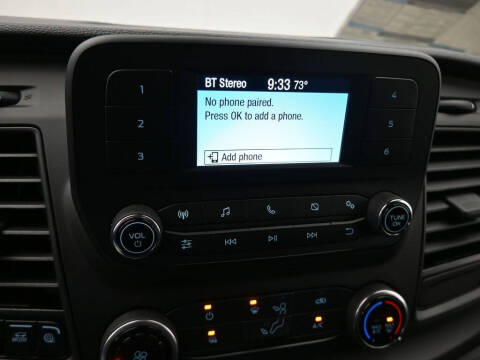 BT Stereo 9:33 73°
1
No phone paired.
4
2
Press OK to add a phone.
5
3
Add phone
6
VOL
TUNE
OK
A/C